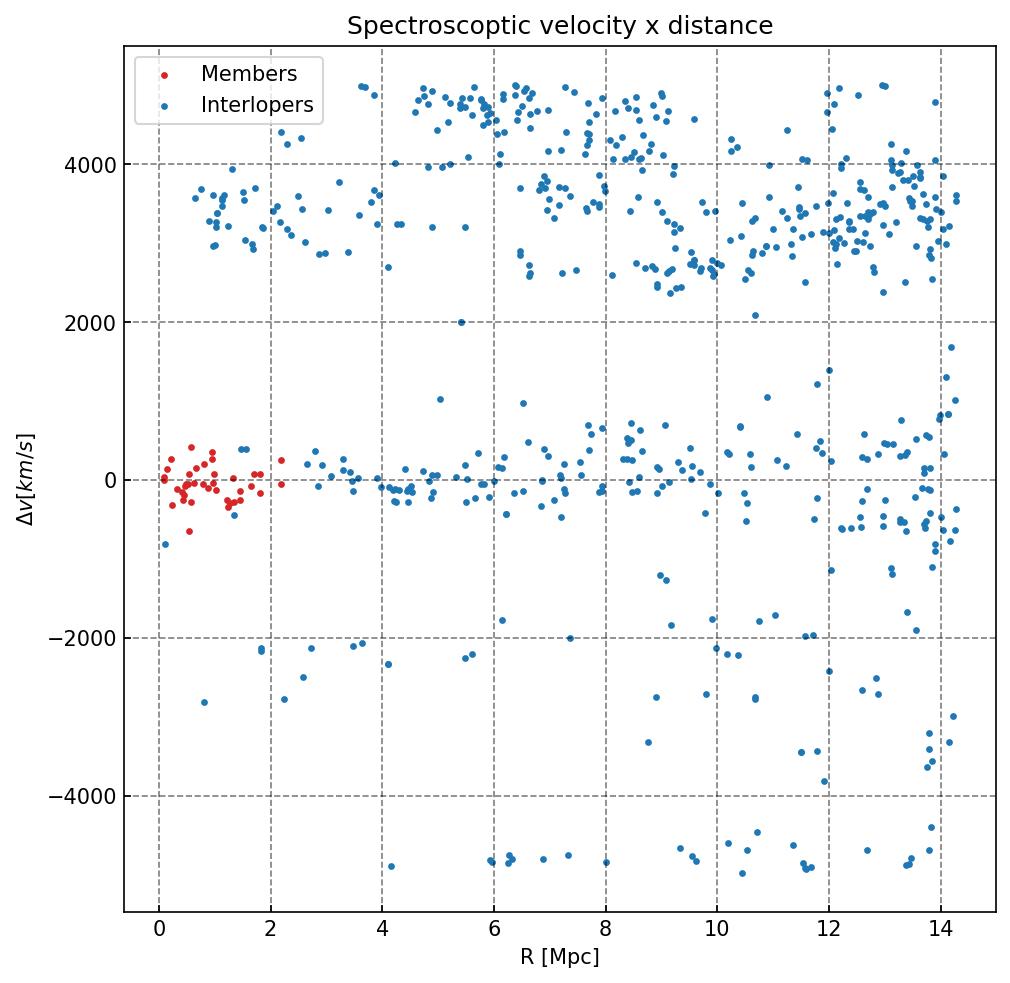 Spectroscoptic velocity x distance
Members
Interlopers
4000
2000
0
−2000
−4000
Δv[km/s]
0 2 4 6 8 10 12 14
R [Mpc]